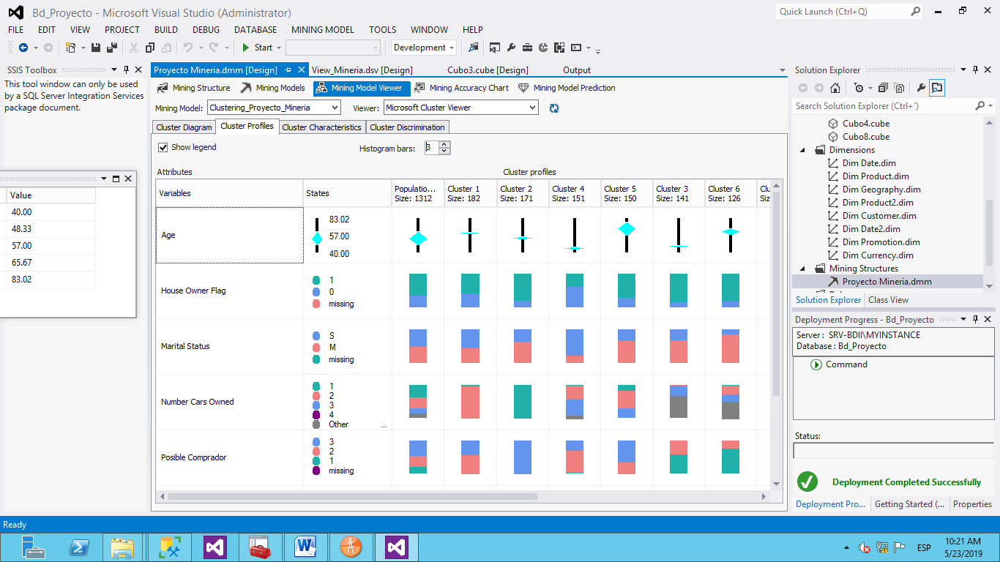 Bd_Proyecto - Microsoft Visual Studio (Administrator)
Quick Launch (Ctrl+Q)
FILE EDIT VIEW PROJECT BUILD DEBUG DATABASE MINING MODEL TOOLS WINDOW HELP
Start Development
SSIS Toolbox
This tool window can only be used
by a SQL Server Integration Services
package document.
Value
40.00
48.33
57.00
65.67
83.02
Proyecto Mineria.dmm [Design] View_Mineria.dsv [Design] Cubo3.cube [Design] Output
Mining Structure Mining Models Mining Model Viewer Mining Accuracy Chart Mining Model Prediction
Mining Model: Clustering_Proyecto_Mineria Viewer: Microsoft Cluster Viewer
Cluster Diagram Cluster Profiles Cluster Characteristics Cluster Discrimination
Show legend Histogram bars: 3
Attributes Cluster profiles
Variables States
Populatio... Cluster 1 Cluster 2 Cluster 4 Cluster 5 Cluster 3 Cluster 6
Size: 1312 Size: 182 Size: 171 Size: 151 Size: 150 Size: 141 Size: 126
Age
83.02
57.00
40.00
House Owner Flag
1
0
missing
Marital Status
S
M
missing
Number Cars Owned
1
2
3
4
Other ...
Posible Comprador
3
2
1
missing
Solution Explorer
Search Solution Explorer (Ctrl+´)
Cubo4.cube
Cubo8.cube
Dimensions
Dim Date.dim
Dim Product.dim
Dim Geography.dim
Dim Product2.dim
Dim Customer.dim
Dim Date2.dim
Dim Promotion.dim
Dim Currency.dim
Mining Structures
Proyecto Mineria.dmm
Solution Explorer Class View
Deployment Progress - Bd_Proyecto
Server : SRV-BDII\MYINSTANCE
Database : Bd_Proyecto
Command
Status:
Deployment Completed Successfully
Deployment Pro... Getting Started (... Properties
Ready
ESP
10:21 AM
5/23/2019